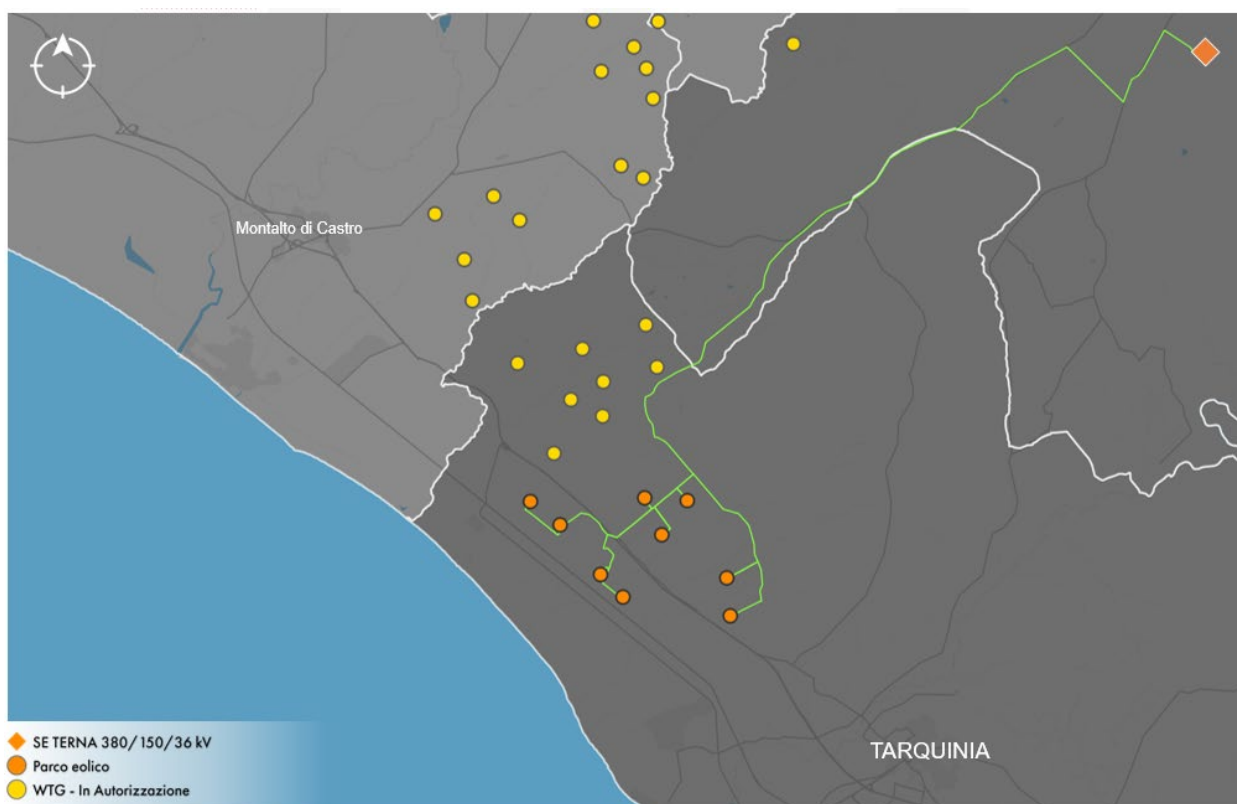 Montalto di Castro
TARQUINIA
SE TERNA 380/150/36 kV
Parco eolico
WTG - In Autorizzazione